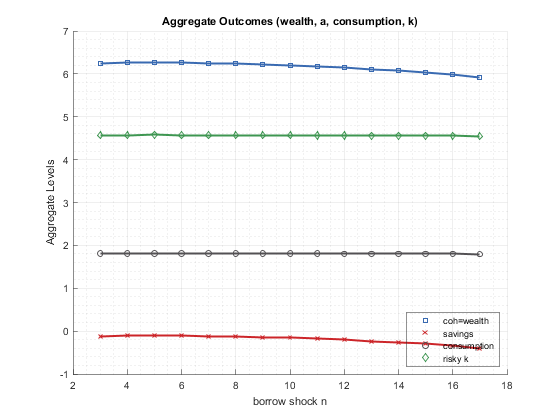 Aggregate Outcomes (wealth, a, consumption, k)
7
6
5
4
3
2
1
0
-1
Aggregate Levels
2
4
6
8
10
12
14
16
18
borrow shock n
coh=wealth
savings
consumption
risky k